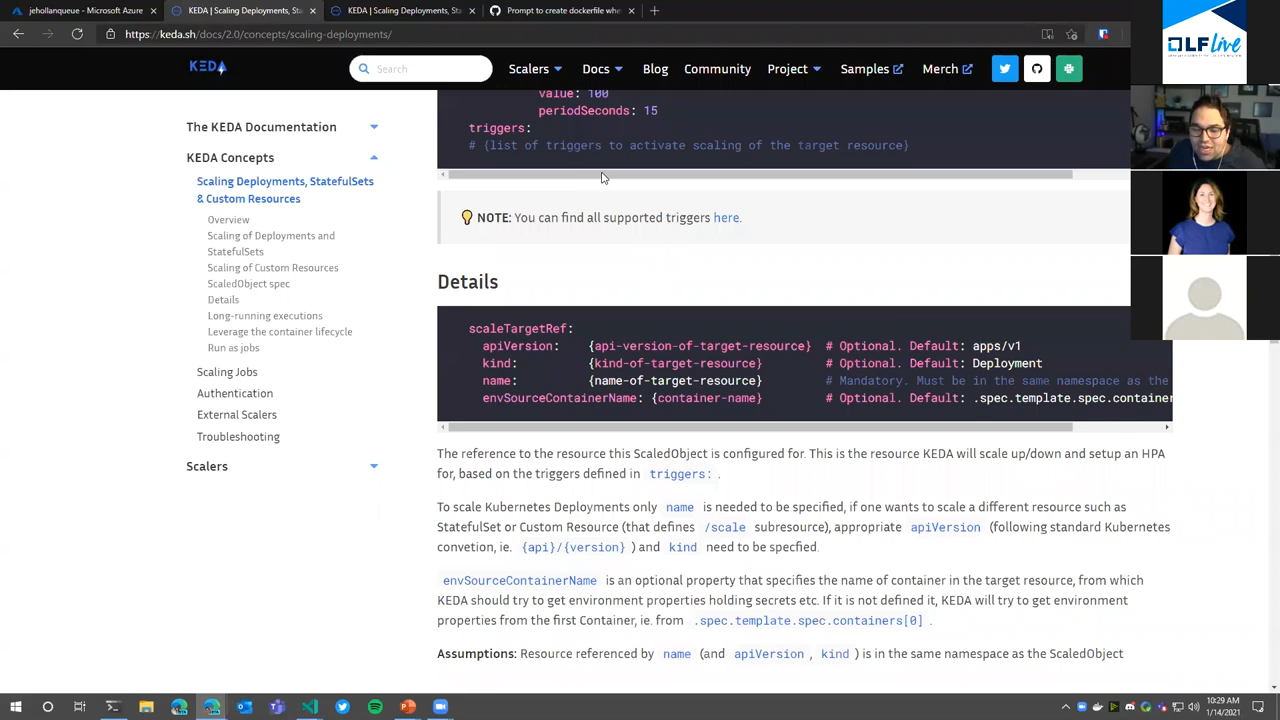 jehollanqueue - Microsoft Azure
KEDA | Scaling Deployments, Sta
KEDA | Scaling Deployments, Sta
Prompt to create dockerfile whe
https://keda.sh/docs/2.0/concepts/scaling-deployments/
KEDA
Search
Scalers
Docs
Blog
Community
Project
Samples
Merch
LF live
The KEDA Documentation
KEDA Concepts
Scaling Deployments, StatefulSets
& Custom Resources
Overview
Scaling of Deployments and
StatefulSets
Scaling of Custom Resources
ScaledObject spec
Details
Long-running executions
Leverage the container lifecycle
Run as jobs
Scaling Jobs
Authentication
External Scalers
Troubleshooting
Scalers
value: 100
periodSeconds: 15
triggers:
# {list of triggers to activate scaling of the target resource}
NOTE: You can find all supported triggers here.
Details
scaleTargetRef:
apiVersion: {api-version-of-target-resource} # Optional. Default: apps/v1
kind: {kind-of-target-resource} # Optional. Default: Deployment
name: {name-of-target-resource} # Mandatory. Must be in the same namespace as the
envSourceContainerName: {container-name} # Optional. Default: .spec.template.spec.container
The reference to the resource this ScaledObject is configured for. This is the resource KEDA will scale up/down and setup an HPA
for, based on the triggers defined in triggers: .
To scale Kubernetes Deployments only name is needed to be specified, if one wants to scale a different resource such as
StatefulSet or Custom Resource (that defines /scale subresource), appropriate apiVersion (following standard Kubernetes
convetion, ie. {api}/{version} ) and kind need to be specfied.
envSourceContainerName is an optional property that specifies the name of container in the target resource, from which
KEDA should try to get environment properties holding secrets etc. If it is not defined it, KEDA will try to get environment
properties from the first Container, ie. from .spec.template.spec.containers[0] .
Assumptions: Resource referenced by name (and apiVersion , kind ) is in the same namespace as the ScaledObject
10:29 AM
1/14/2021